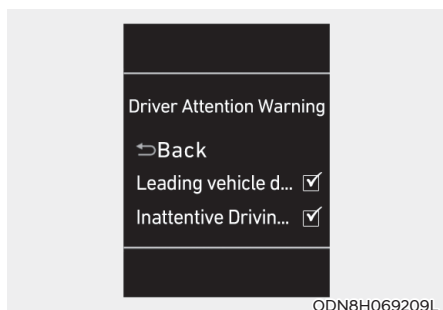 Driver Attention Warning
Back
Leading vehicle d...
Inattentive Drivin...
ODN8H069209L